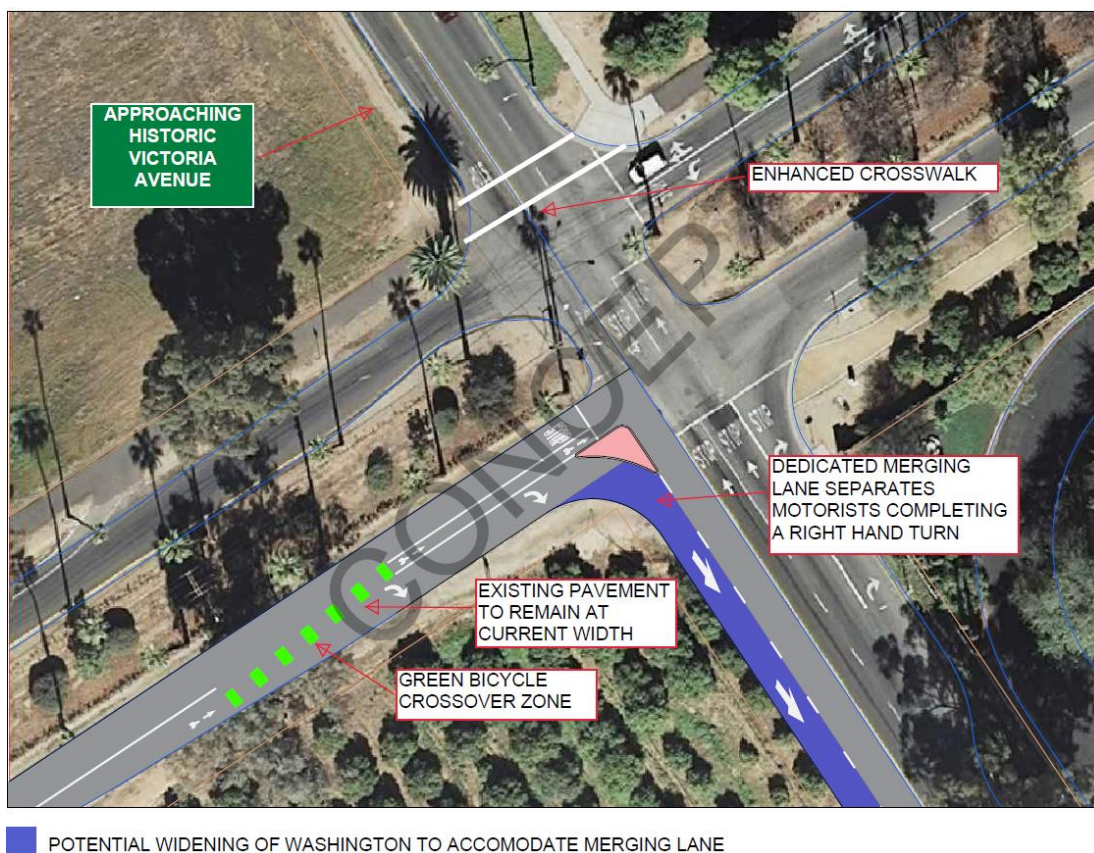 APPROACHING
HISTORIC
VICTORIA
AVENUE
ENHANCED CROSSWALK
CONCEPT
DEDICATED MERGING
LANE SEPARATES
MOTORISTS COMPLETING
A RIGHT HAND TURN
EXISTING PAVEMENT
TO REMAIN AT
CURRENT WIDTH
GREEN BICYCLE
CROSSOVER ZONE
STOP STOP STOP
POTENTIAL WIDENING OF WASHINGTON TO ACCOMODATE MERGING LANE